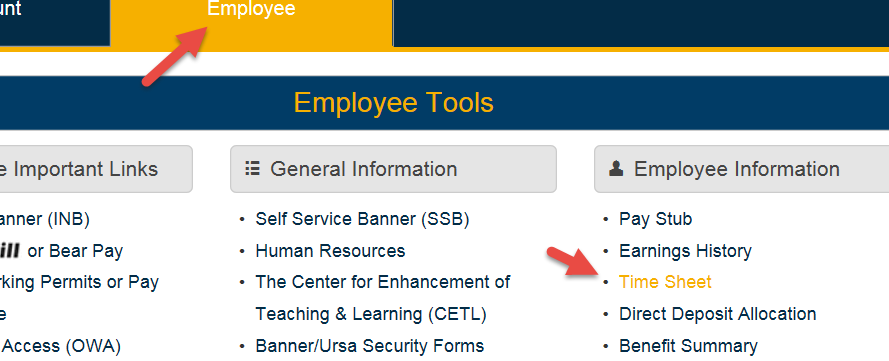 unt
Employee
Employee Tools
e Important Links
General Information
Employee Information
anner (INB)
ill or Bear Pay
rking Permits or Pay
e
Access (OWA)
• Self Service Banner (SSB)
• Human Resources
• The Center for Enhancement of
Teaching & Learning (CETL)
• Banner/Ursa Security Forms
• Pay Stub
• Earnings History
• Time Sheet
• Direct Deposit Allocation
• Benefit Summary